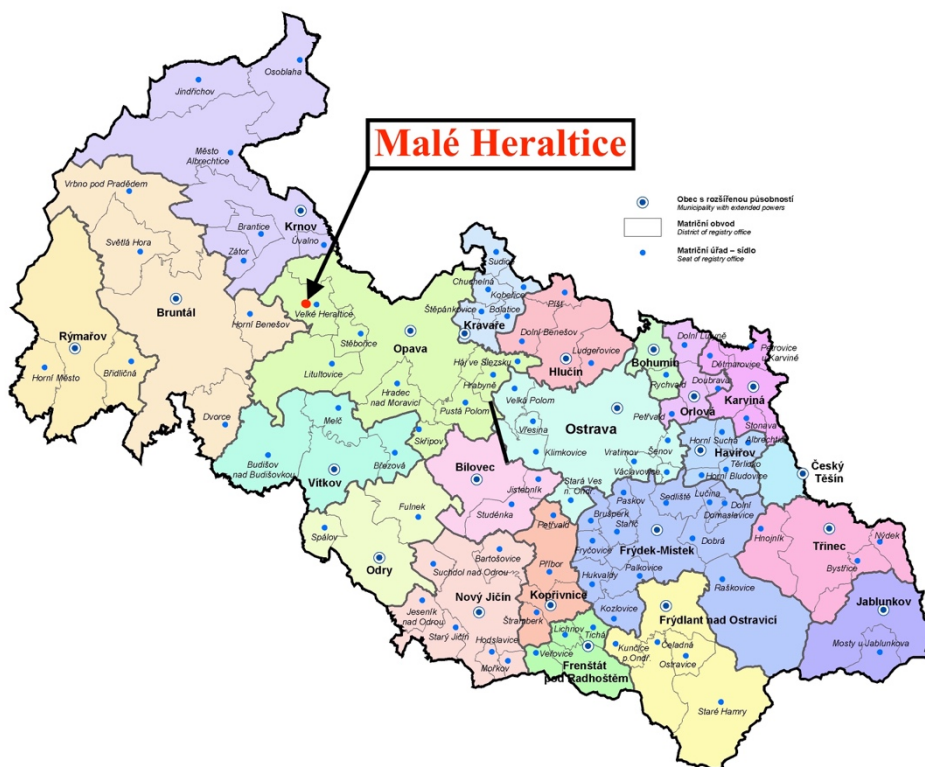 Osoblaha
Jindřichov
Malé Heraltice
Město
Albrechtice
Vrbno pod Pradědem
Obec s rozšířenou působností
Municipality with extended powers
Matriční obvod
District of registry office
Matriční úřad – sídlo
Seat of registry office
Krnov
Brantice
Úvalno
Světlá Hora
Zátor
Sudice
Chuchelná
Kobeřice
Bruntál
Velké Heraltice
Štěpánkovice
Bolatice
Píšť
Horní Benešov
Kravaře
Dolní Benešov
Stěbořice
Opava
Rýmařov
Ludgeřovice
Bohumín
Dolní Lutyně
Petrovice
u Karviné
Dětmarovice
Horní Město
Břidličná
Litultovice
Háj ve Slezsku
Hlučín
Rychvald
Doubrava
Karviná
Hradec
nad Moravicí
Hrabyně
Velká Polom
Orlová
Pustá Polom
Petřvald
Stonava
Dvorce
Melč
Skřipov
Vřesina
Ostrava
Horní Suchá
Albrechtice
Havířov
Budišov
nad Budišovkou
Březová
Klimkovice
Vratimov
Šenov
Těrlicko
Vítkov
Bílovec
Václavovice
Horní Bludovice
Český
Těšín
Jistebník
Stará Ves
n. Ondř.
Studénka
Paskov
Sedliště
Lučina
Dolní
Domaslavice
Fulnek
Spálov
Petřvald
Brušperk
Staříč
Frýdek-Místek
Hnojník
Třinec
Nýdek
Odry
Bartošovice
Suchdol nad Odrou
Fryčovice
Dobrá
Bystřice
Příbor
Hukvaldy
Palkovice
Raškovice
Nový Jičín
Kopřivnice
Kozlovice
Jablunkov
Jeseník
nad Odrou
Starý Jičín
Štramberk
Frýdlant nad Ostravicí
Hodslavice
Lichnov
Tichá
Mořkov
Veřovice
Kunčice
p.Ondř.
Čeladná
Ostravice
Mosty u Jablunkova
Frenštát
pod Radhoštěm
Staré Hamry